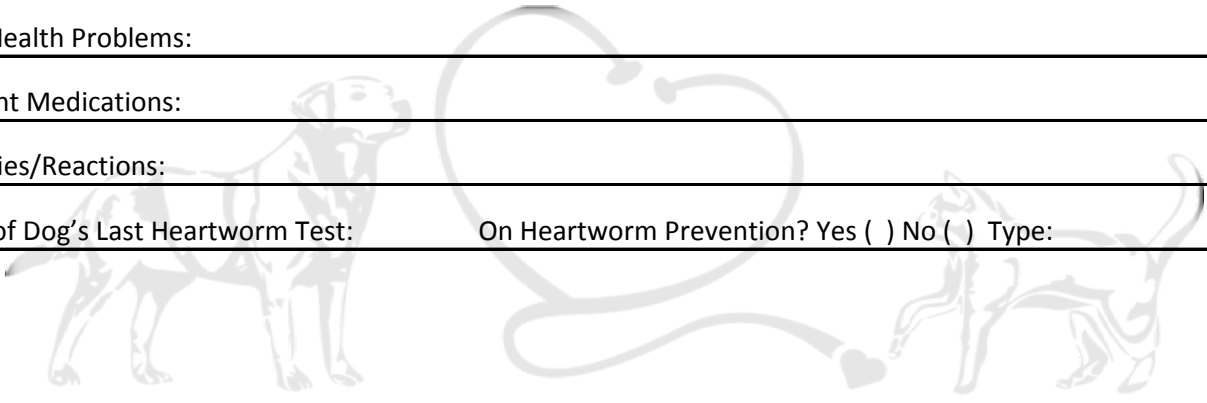 Health Problems:
nt Medications:
ies/Reactions:
of Dog’s Last Heartworm Test: On Heartworm Prevention? Yes ( ) No ( ) Type: